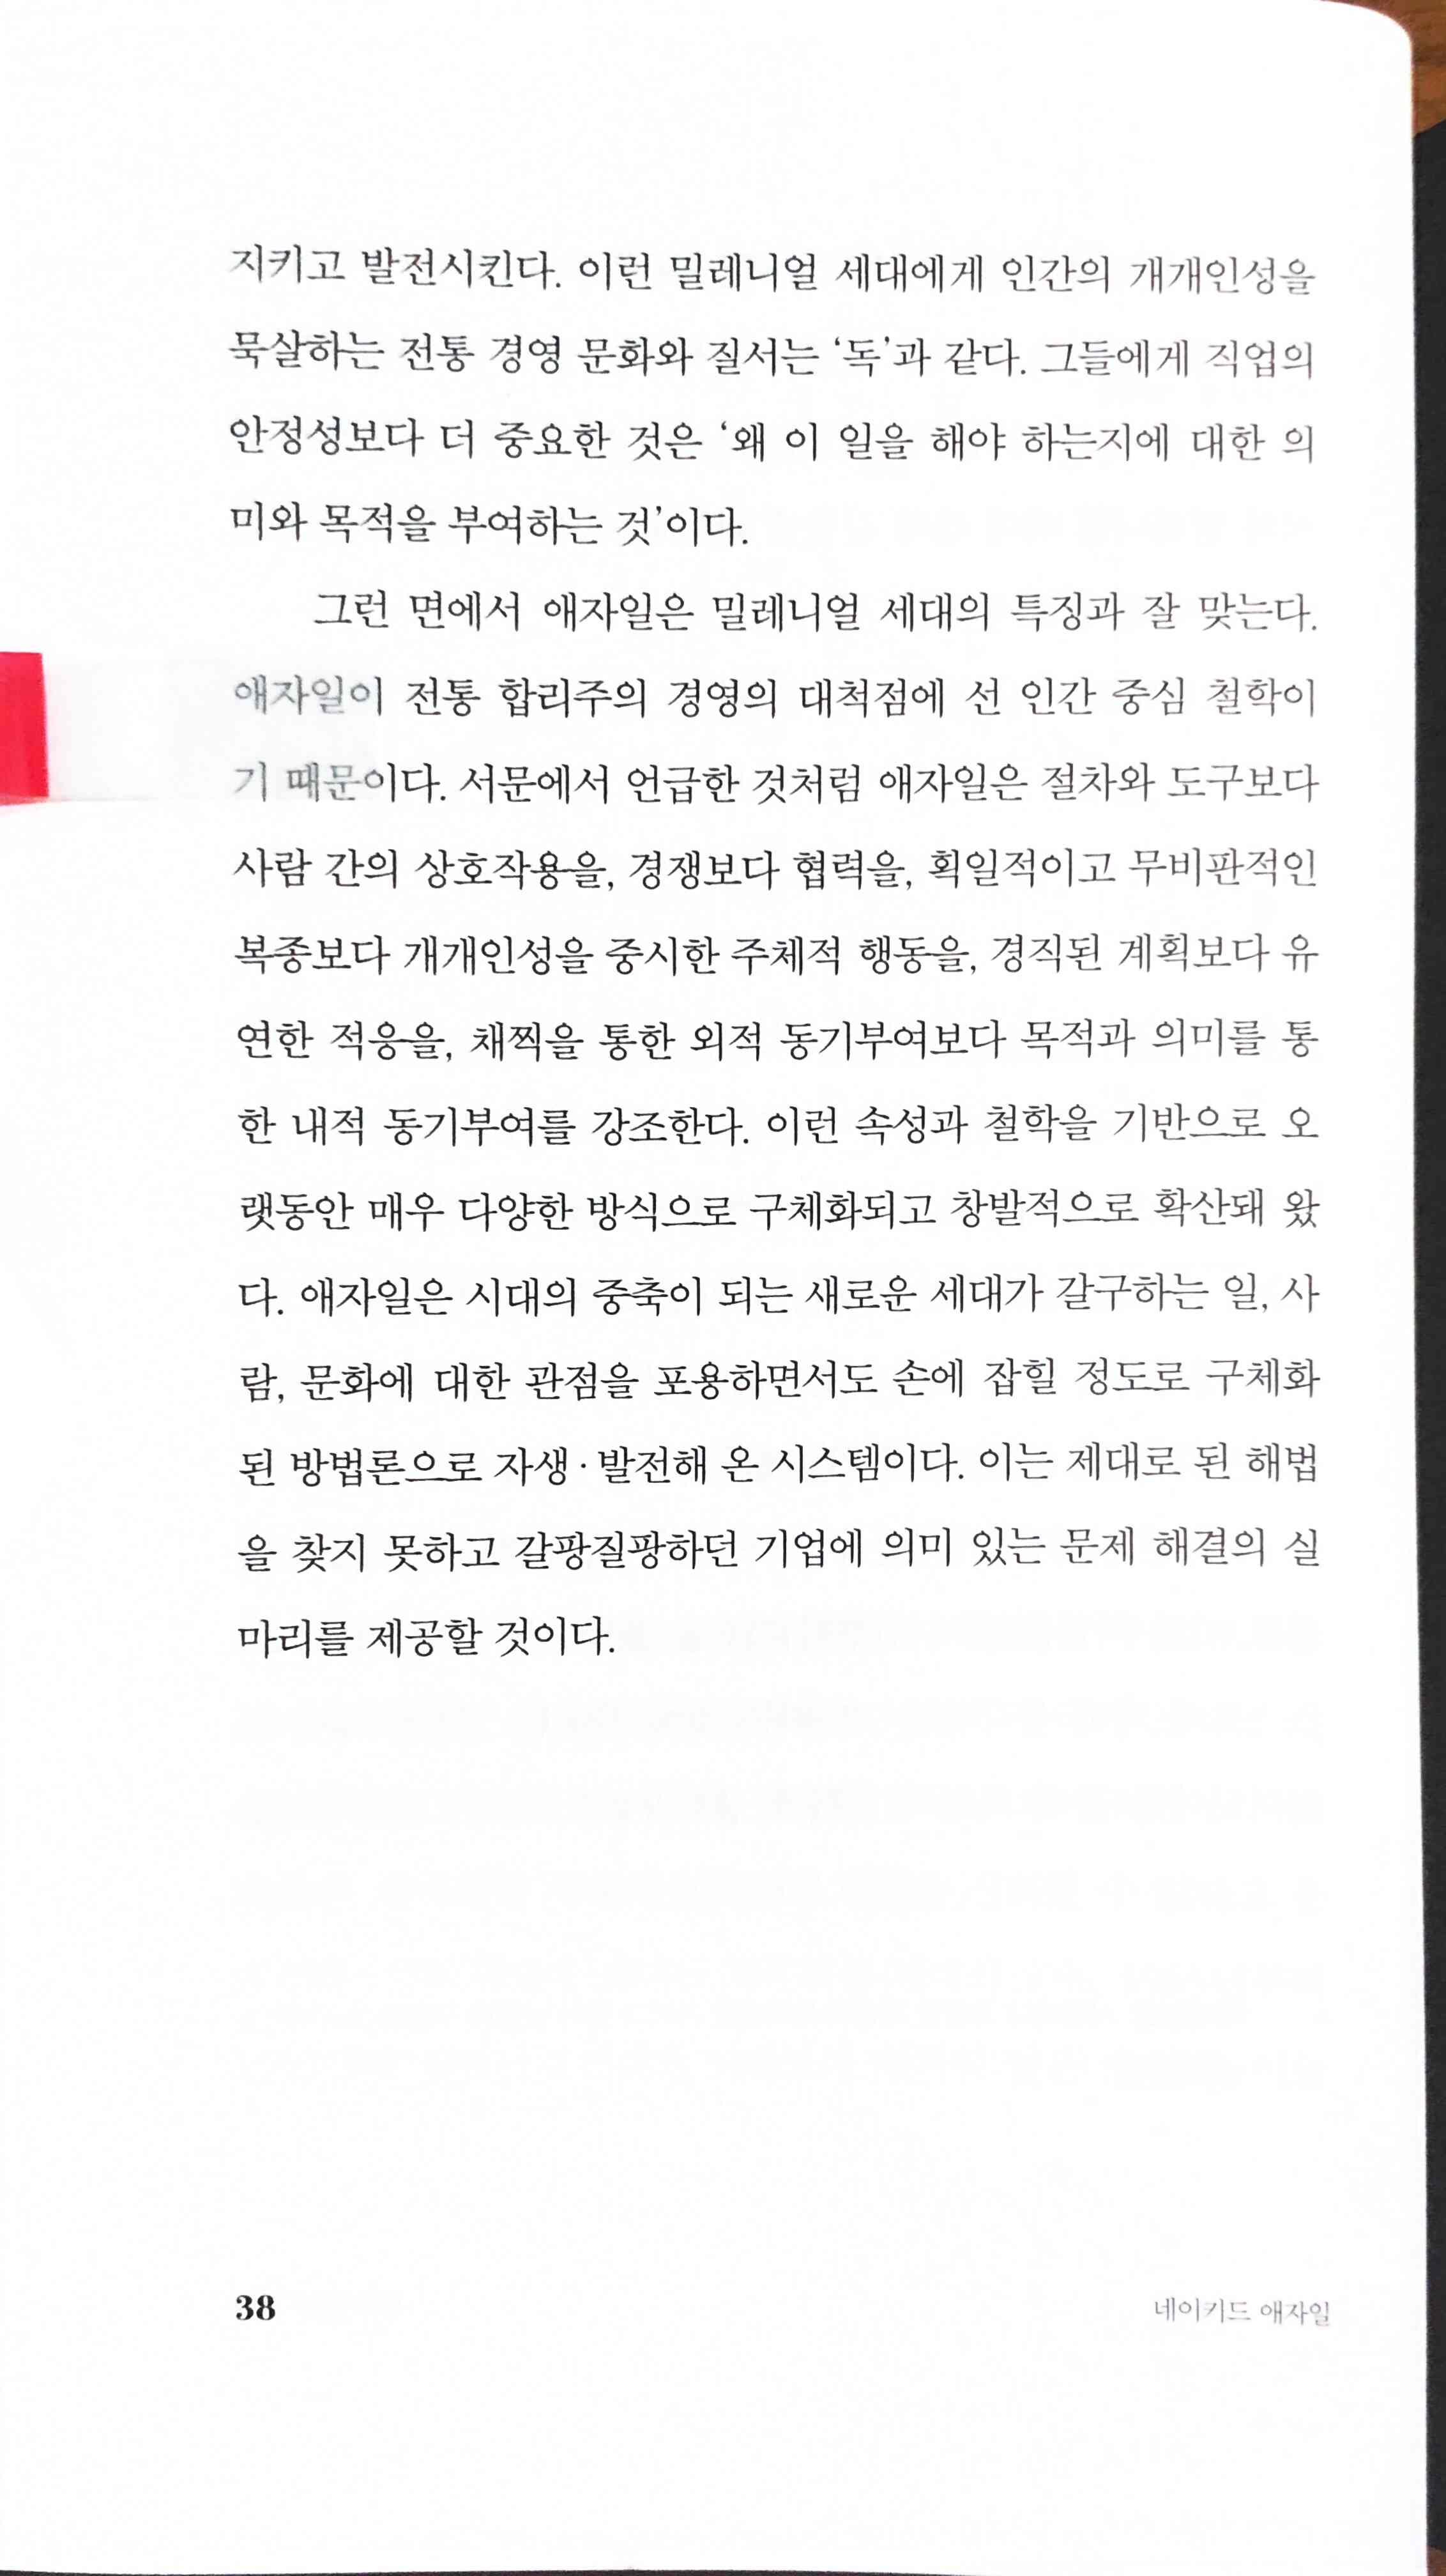 지키고 발전시킨다. 이런 밀레니얼 세대에게 인간의 개개인성을
묵살하는 전통 경영 문화와 질서는 ‘독’과 같다. 그들에게 직업의
안정성보다 더 중요한 것은 ‘왜 이 일을 해야 하는지에 대한 의
미와 목적을 부여하는 것’이다.
그런 면에서 애자일은 밀레니얼 세대의 특징과 잘 맞는다.
애자일이 전통 합리주의 경영의 대척점에 선 인간 중심 철학이
기 때문이다. 서문에서 언급한 것처럼 애자일은 절차와 도구보다
사람 간의 상호작용을, 경쟁보다 협력을, 획일적이고 무비판적인
복종보다 개개인성을 중시한 주체적 행동을, 경직된 계획보다 유
연한 적응을, 채찍을 통한 외적 동기부여보다 목적과 의미를 통
한 내적 동기부여를 강조한다. 이런 속성과 철학을 기반으로 오
랫동안 매우 다양한 방식으로 구체화되고 창발적으로 확산돼 왔
다. 애자일은 시대의 중축이 되는 새로운 세대가 갈구하는 일, 사
람, 문화에 대한 관점을 포용하면서도 손에 잡힐 정도로 구체화
된 방법론으로 자생·발전해 온 시스템이다. 이는 제대로 된 해법
을 찾지 못하고 갈팡질팡하던 기업에 의미 있는 문제 해결의 실
마리를 제공할 것이다.
38
네이키드 애자일